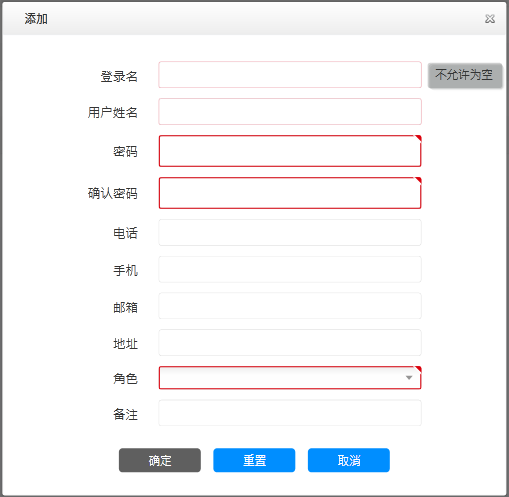 添加
登录名 不允许为空
用户姓名
密码
确认密码
电话
手机
邮箱
地址
角色
备注
确定 重置 取消